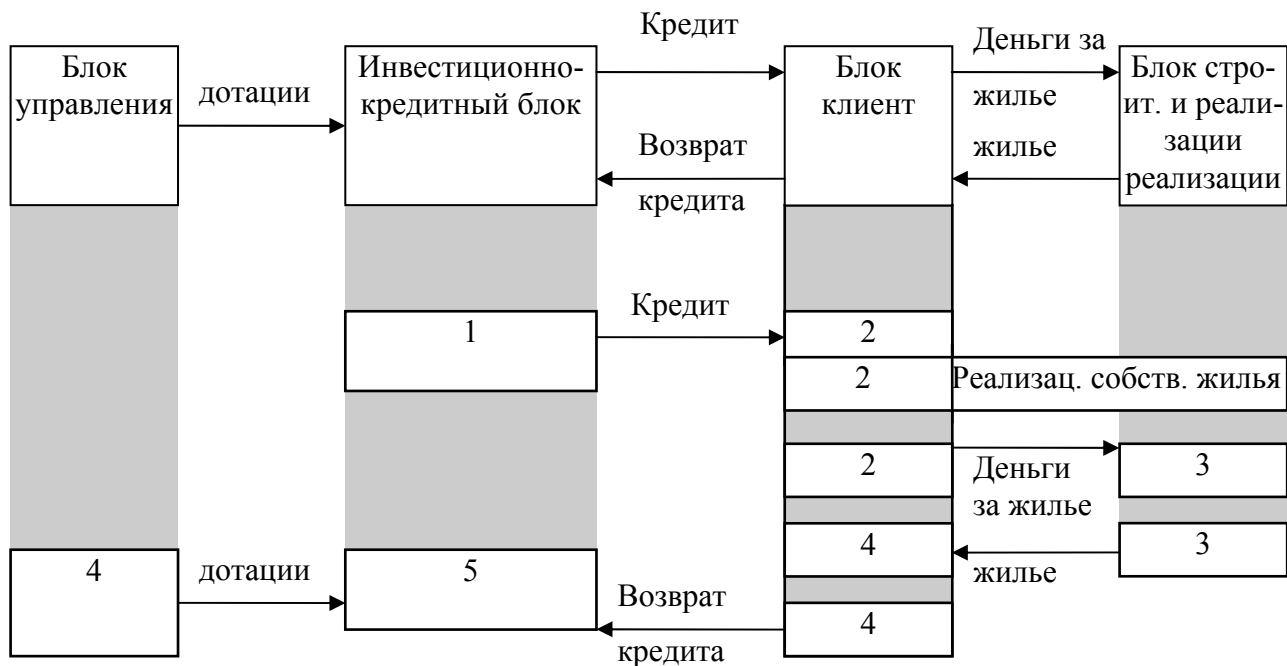 Кредит
Деньги за
жилье
жилье
Блок
управления
дотации
Инвестиционно-
кредитный блок
Возврат
кредита
Блок
клиент
Блок стро-
ит. и реали-
зации
реализации
1
Кредит
2
2
Реализац. собств. жилья
2
Деньги
за жилье
3
4
жилье
3
4
дотации
5
Возврат
кредита
4